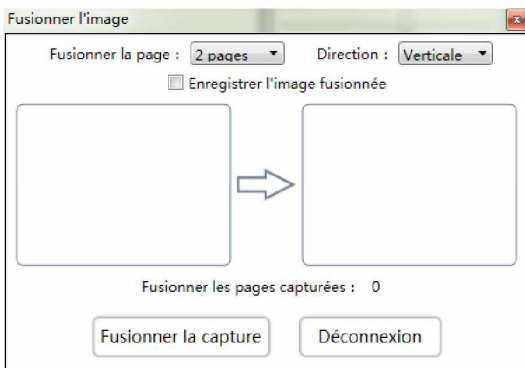 Fusionner l'image
Fusionner la page : 2 pages Direction : Verticale
Enregistrer l'image fusionnée
Fusionner les pages capturées : 0
Fusionner la capture Déconnexion